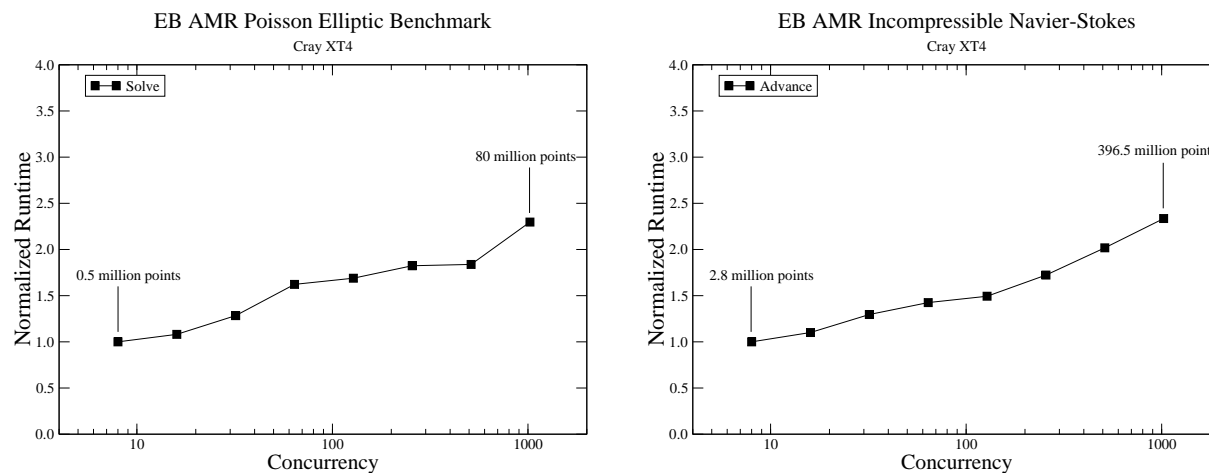 EB AMR Poisson Elliptic Benchmark
Cray XT4
4.0
3.5
3.0
2.5
2.0
1.5
1.0
0.5
0.0
Normalized Runtime
Solve
80 million points
0.5 million points
10
100
1000
Concurrency
EB AMR Incompressible Navier-Stokes
Cray XT4
4.0
3.5
3.0
2.5
2.0
1.5
1.0
0.5
0.0
Normalized Runtime
Advance
396.5 million point
2.8 million points
10
100
1000
Concurrency